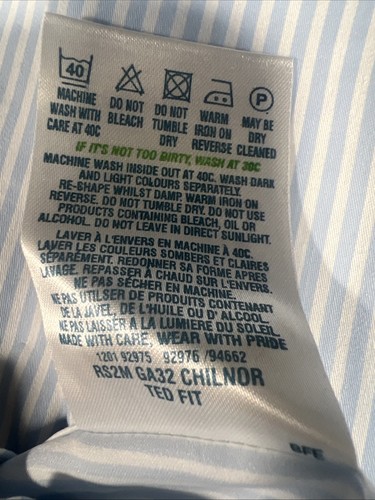 40
P
MACHINE WASH WITH CARE AT 40C
DO NOT BLEACH
DO NOT TUMBLE DRY
WARM IRON ON REVERSE
MAY BE DRY CLEANED
IF IT'S NOT TOO DIRTY, WASH AT 30C
MACHINE WASH INSIDE OUT AT 40C. WASH DARK
AND LIGHT COLOURS SEPARATELY.
RE-SHAPE WHILST DAMP. WARM IRON ON
REVERSE. DO NOT TUMBLE DRY. DO NOT USE
PRODUCTS CONTAINING BLEACH, OIL OR
ALCOHOL. DO NOT LEAVE IN DIRECT SUNLIGHT.
LAVER À L'ENVERS EN MACHINE À 40C.
LAVER LES COULEURS SOMBERS ET CLAIRES
SÉPARÉMENT. REDONNER SA FORME APRÈS
LAVAGE. REPASSER À CHAUD SUR L'ENVERS.
NE PAS SÉCHER EN MACHINE.
NE PAS UTILSER DE PRODUITS CONTENANT
DE LA JAVEL, DE L'HUILE OU D' ALCOOL.
NE PAS LAISSER À LA LUMIERE DU SOLEIL.
MADE WITH CARE, WEAR WITH PRIDE
1201 92975 92976 /94662
RS2M GA32 CHILNOR
TED FIT
BFE